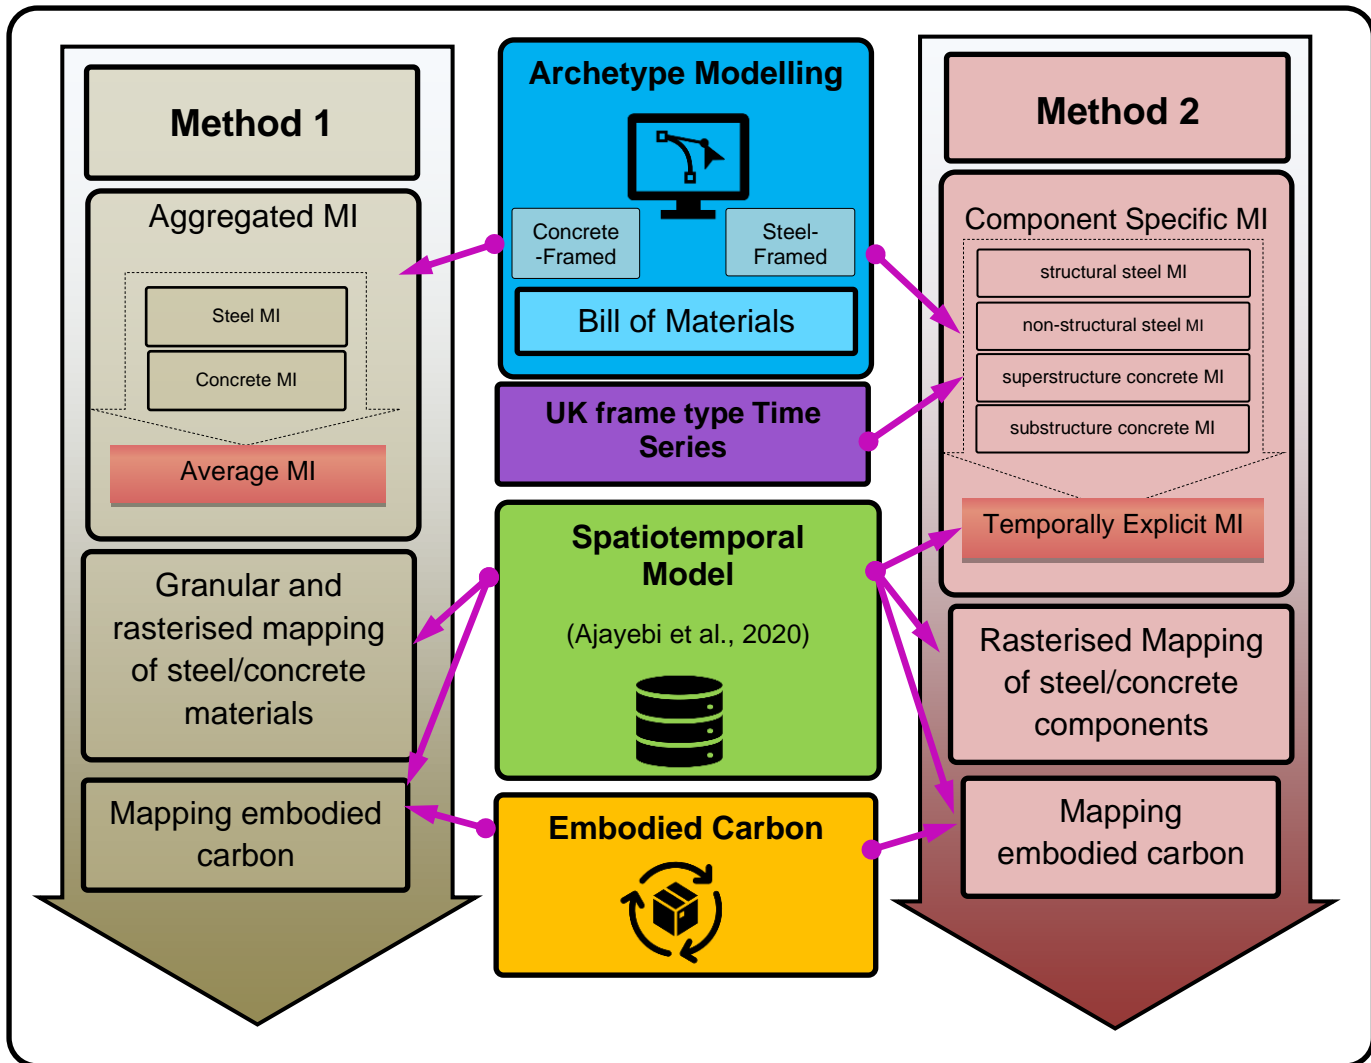 Method 1
Aggregated MI
Steel MI
Concrete MI
Average MI
Granular and
rasterised mapping
of steel/concrete
materials
Mapping embodied
carbon
Archetype Modelling
Concrete
-Framed
Steel-
Framed
Bill of Materials
UK frame type Time
Series
Spatiotemporal
Model
(Ajayebi et al., 2020)
Embodied Carbon
Method 2
Component Specific MI
structural steel MI
non-structural steel MI
superstructure concrete MI
substructure concrete MI
Temporally Explicit MI
Rasterised Mapping
of steel/concrete
components
Mapping
embodied carbon